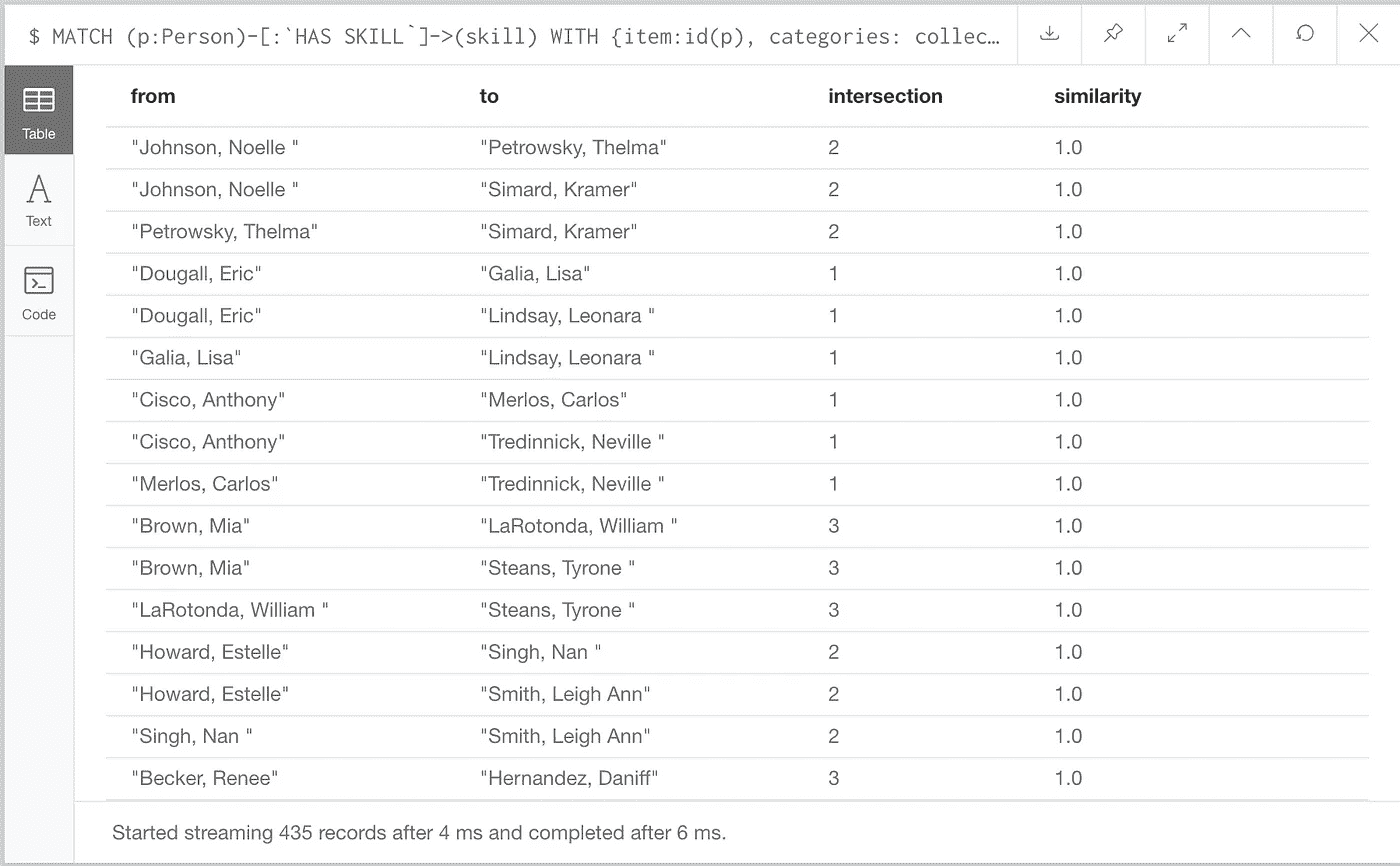 $ MATCH (p:Person)-[:`HAS SKILL`]->(skill) WITH {item:id(p), categories: collec…
Table
Text
Code
from to intersection similarity
"Johnson, Noelle " "Petrowsky, Thelma" 2 1.0
"Johnson, Noelle " "Simard, Kramer" 2 1.0
"Petrowsky, Thelma" "Simard, Kramer" 2 1.0
"Dougall, Eric" "Galia, Lisa" 1 1.0
"Dougall, Eric" "Lindsay, Leonara " 1 1.0
"Galia, Lisa" "Lindsay, Leonara " 1 1.0
"Cisco, Anthony" "Merlos, Carlos" 1 1.0
"Cisco, Anthony" "Tredinnick, Neville " 1 1.0
"Merlos, Carlos" "Tredinnick, Neville " 1 1.0
"Brown, Mia" "LaRotonda, William " 3 1.0
"Brown, Mia" "Steans, Tyrone " 3 1.0
"LaRotonda, William " "Steans, Tyrone " 3 1.0
"Howard, Estelle" "Singh, Nan " 2 1.0
"Howard, Estelle" "Smith, Leigh Ann" 2 1.0
"Singh, Nan " "Smith, Leigh Ann" 2 1.0
"Becker, Renee" "Hernandez, Daniff" 3 1.0
Started streaming 435 records after 4 ms and completed after 6 ms.